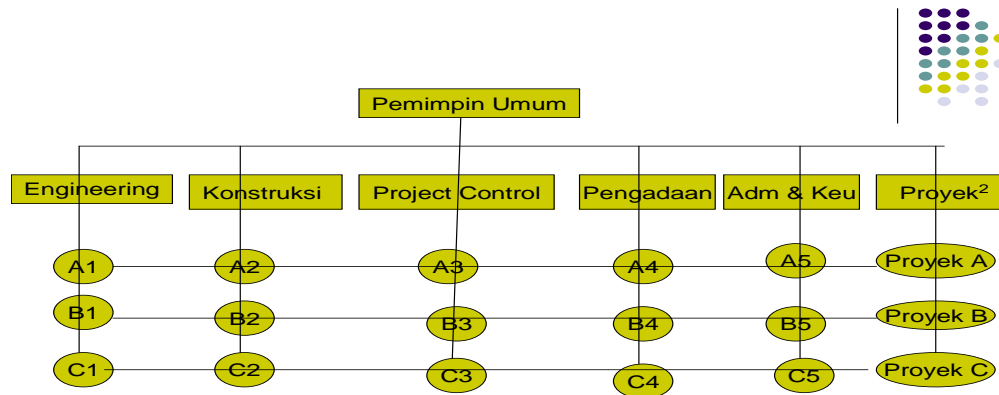 Pemimpin Umum
Engineering Konstruksi Project Control Pengadaan Adm & Keu Proyek²
A1 A2 A3 A4 A5 Proyek A
B1 B2 B3 B4 B5 Proyek B
C1 C2 C3 C4 C5 Proyek C